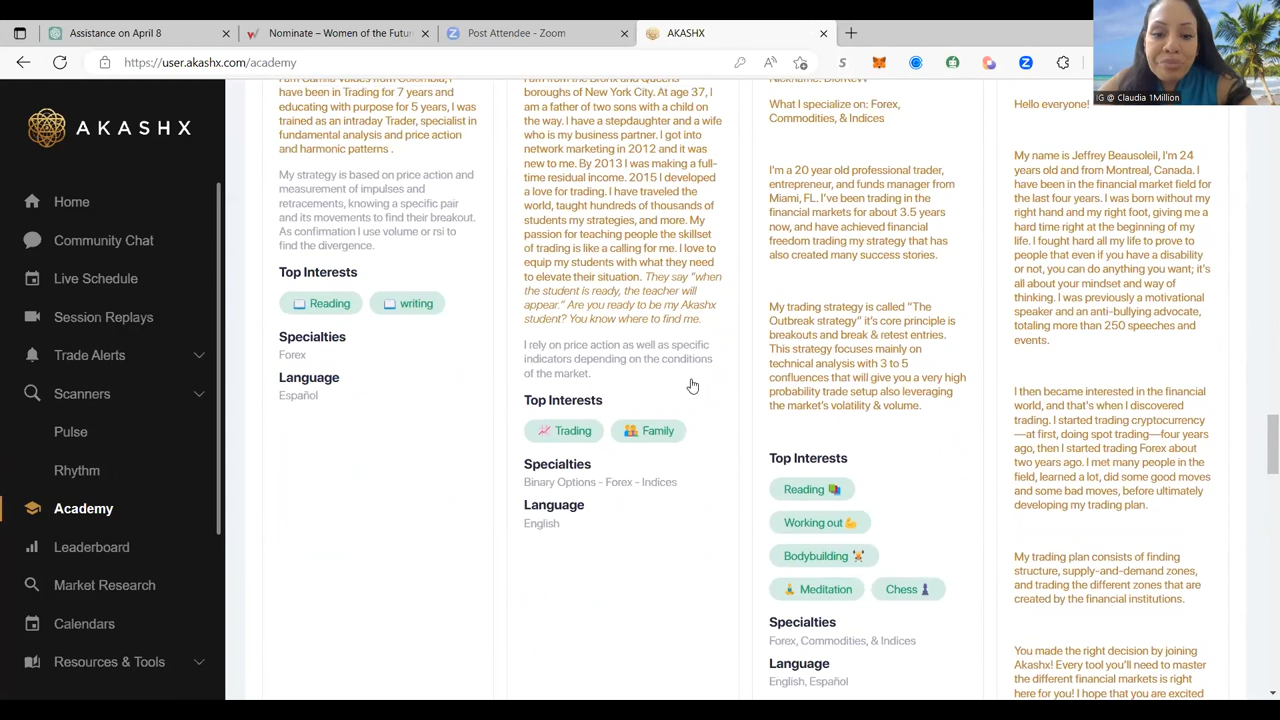 Assistance on April 8
Nominate – Women of the Futu
Post Attendee - Zoom
AKASHX
https://user.akashx.com/academy
IG @ Claudia 1Million
AKASHX
Home
Community Chat
Live Schedule
Session Replays
Trade Alerts
Scanners
Pulse
Rhythm
Academy
Leaderboard
Market Research
Calendars
Resources & Tools
I am Camila Valdes from Colombia, I
have been in Trading for 7 years and
educating with purpose for 5 years, I was
trained as an intraday Trader, specialist in
fundamental analysis and price action
and harmonic patterns .
My strategy is based on price action and
measurement of impulses and
retracements, knowing a specific pair
and its movements to find their breakout.
As confirmation I use volume or rsi to
find the divergence.
Top Interests
📖 Reading
📖 writing
Specialties
Forex
Language
Español
I am from the Bronx and Queens
boroughs of New York City. At age 37, I
am a father of two sons with a child on
the way. I have a stepdaughter and a wife
who is my business partner. I got into
network marketing in 2012 and it was
new to me. By 2013 I was making a full-
time residual income. 2015 I developed
a love for trading. I have traveled the
world, taught hundreds of thousands of
students my strategies, and more. My
passion for teaching people the skillset
of trading is like a calling for me. I love to
equip my students with what they need
to elevate their situation. They say "when
the student is ready, the teacher will
appear." Are you ready to be my Akashx
student? You know where to find me.
I rely on price action as well as specific
indicators depending on the conditions
of the market.
Top Interests
📈 Trading
👪 Family
Specialties
Binary Options - Forex - Indices
Language
English
What I specialize on: Forex,
Commodities, & Indices
I'm a 20 year old professional trader,
entrepreneur, and funds manager from
Miami, FL. I've been trading in the
financial markets for about 3.5 years
now, and have achieved financial
freedom trading my strategy that has
also created many success stories.
My trading strategy is called "The
Outbreak strategy" it's core principle is
breakouts and break & retest entries.
This strategy focuses mainly on
technical analysis with 3 to 5
confluences that will give you a very high
probability trade setup also leveraging
the market's volatility & volume.
Top Interests
Reading 📚
Working out 💪
Bodybuilding 🏋
🧘 Meditation
Chess ♟
Specialties
Forex, Commodities, & Indices
Language
English, Español
Hello everyone!
My name is Jeffrey Beausoleil, I'm 24
years old and from Montreal, Canada. I
have been in the financial market field for
the last four years. I was born without my
right hand and my right foot, giving me a
hard time right at the beginning of my
life. I fought hard all my life to prove to
people that even if you have a disability
or not, you can do anything you want; it's
all about your mindset and way of
thinking. I was previously a motivational
speaker and an anti-bullying advocate,
totaling more than 250 speeches and
events.
I then became interested in the financial
world, and that's when I discovered
trading. I started trading cryptocurrency
—at first, doing spot trading—four years
ago, then I started trading Forex about
two years ago. I met many people in the
field, learned a lot, did some good moves
and some bad moves, before ultimately
developing my trading plan.
My trading plan consists of finding
structure, supply-and-demand zones,
and trading the different zones that are
created by the financial institutions.
You made the right decision by joining
Akashx! Every tool you'll need to master
the different financial markets is right
here for you! I hope that you are excited